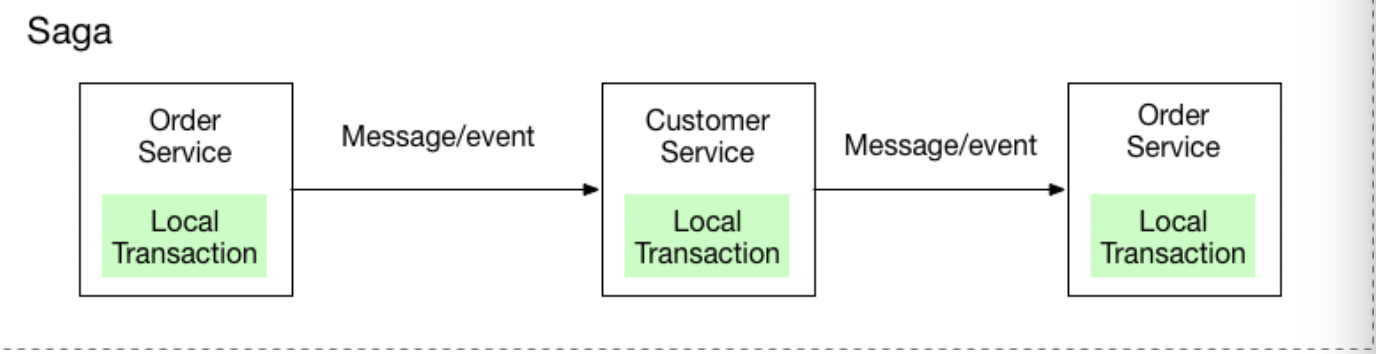 Saga
Order
Service
Local
Transaction
Message/event
Customer
Service
Local
Transaction
Message/event
Order
Service
Local
Transaction